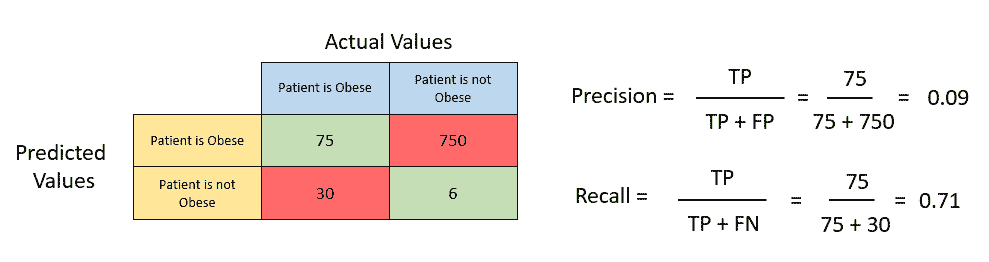 Actual Values
Patient is Obese
Patient is not
Obese
Predicted
Values
Patient is Obese
75
750
Patient is not
Obese
30
6
Precision = TP / TP + FP = 75 / 75 + 750 = 0.09
Recall = TP / TP + FN = 75 / 75 + 30 = 0.71